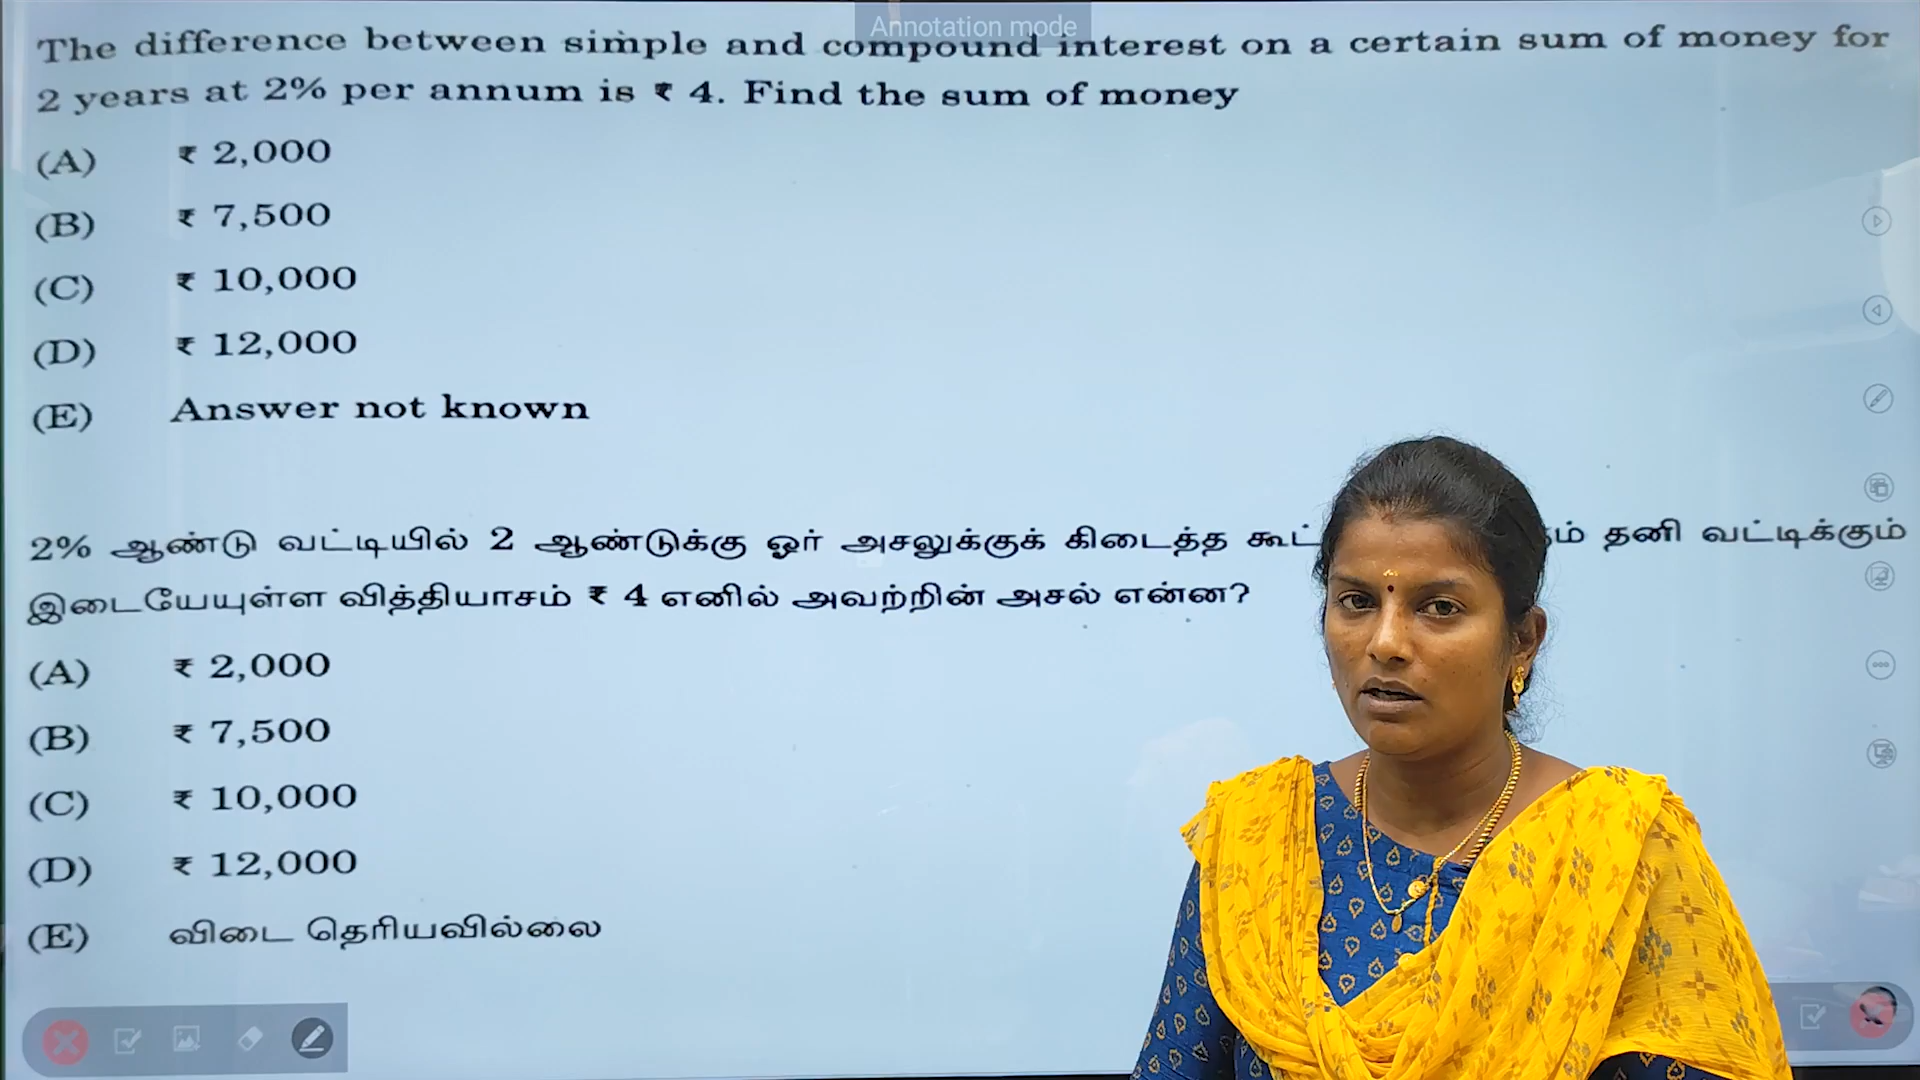 Annotation mode
The difference between simple and compound interest on a certain sum of money for
2 years at 2% per annum is ₹ 4. Find the sum of money
(A) ₹ 2,000
(B) ₹ 7,500
(C) ₹ 10,000
(D) ₹ 12,000
(E) Answer not known
2% ஆண்டு வட்டியில் 2 ஆண்டுக்கு ஓர் அசலுக்குக் கிடைத்த தனி வட்டிக்கும்
இடையேயுள்ள வித்தியாசம் ₹ 4 எனில் அவற்றின் அசல் என்ன?
(A) ₹ 2,000
(B) ₹ 7,500
(C) ₹ 10,000
(D) ₹ 12,000
(E) விடை தெரியவில்லை